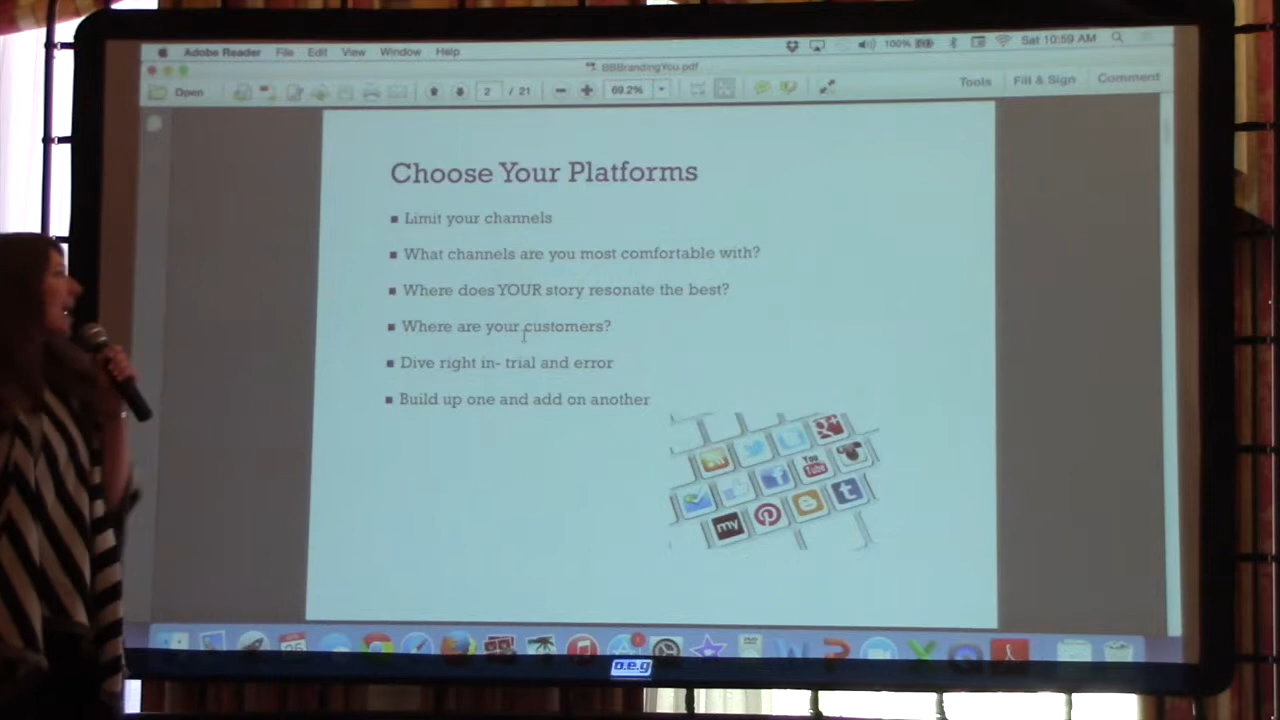 Adobe Reader File Edit View Window Help 100% Sat 10:59 AM
BBBrandingYou.pdf
Open 2 / 21 69.2% Tools Fill & Sign Comment
Choose Your Platforms
Limit your channels
What channels are you most comfortable with?
Where does YOUR story resonate the best?
Where are your customers?
Dive right in- trial and error
Build up one and add on another
g+
You Tube
f
t
my
o.e.g